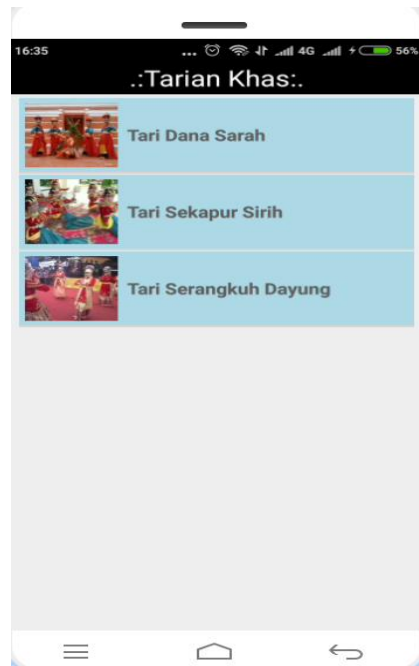 16:35 ... 4G 56%
.:Tarian Khas:.
Tari Dana Sarah
Tari Sekapur Sirih
Tari Serangkuh Dayung